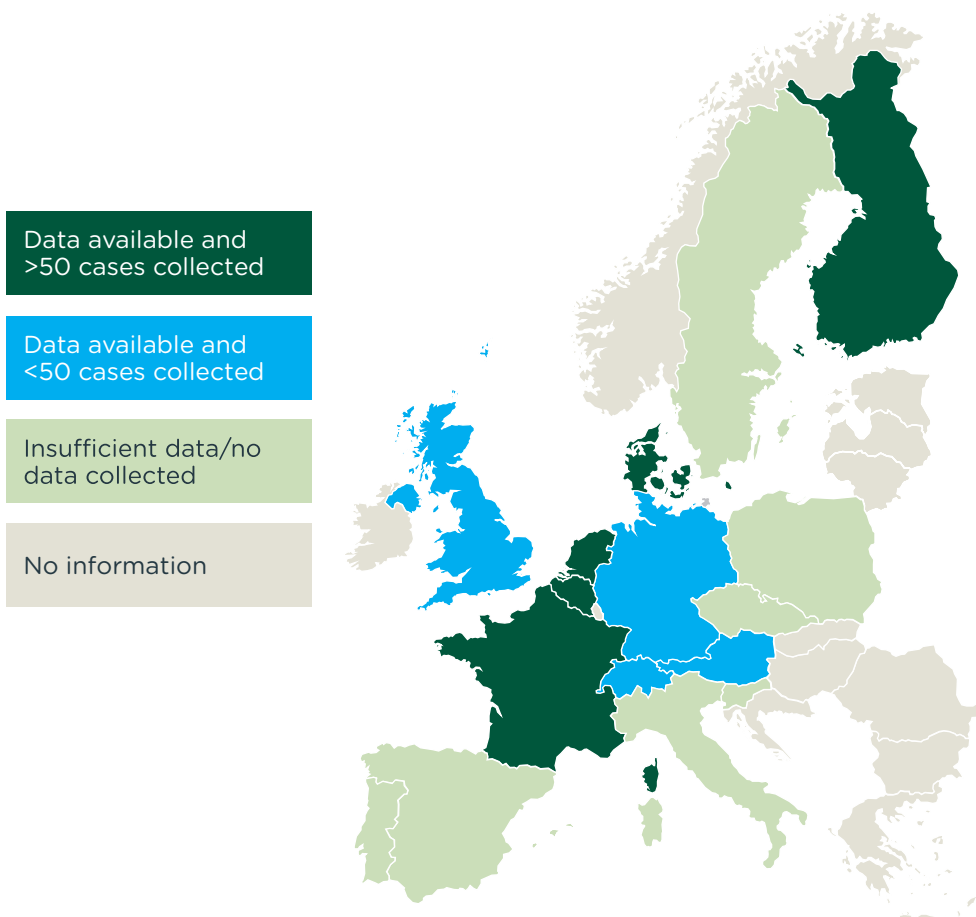 Data available and
>50 cases collected
Data available and
<50 cases collected
Insufficient data/no
data collected
No information